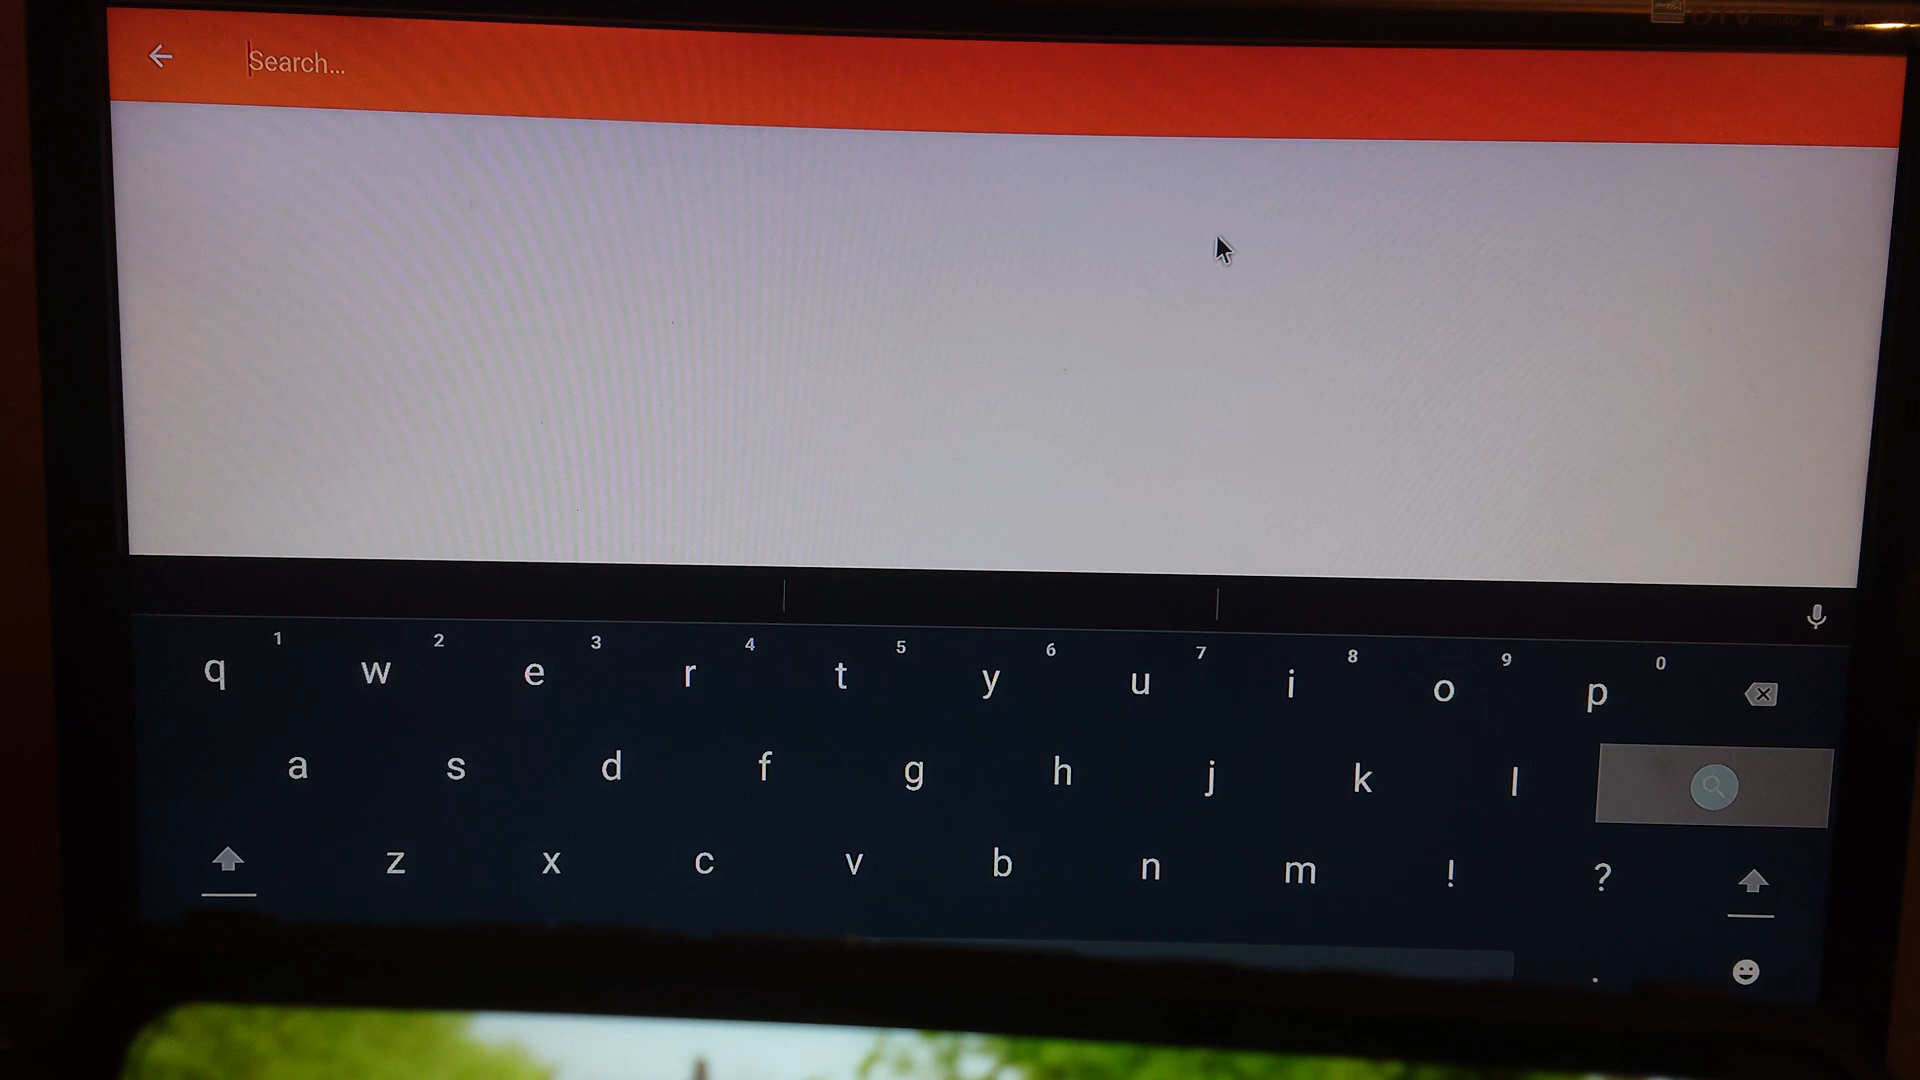 Search...
1 2 3 4 5 6 7 8 9 0
q w e r t y u i o p
a s d f g h j k l
z x c v b n m ! ?
.